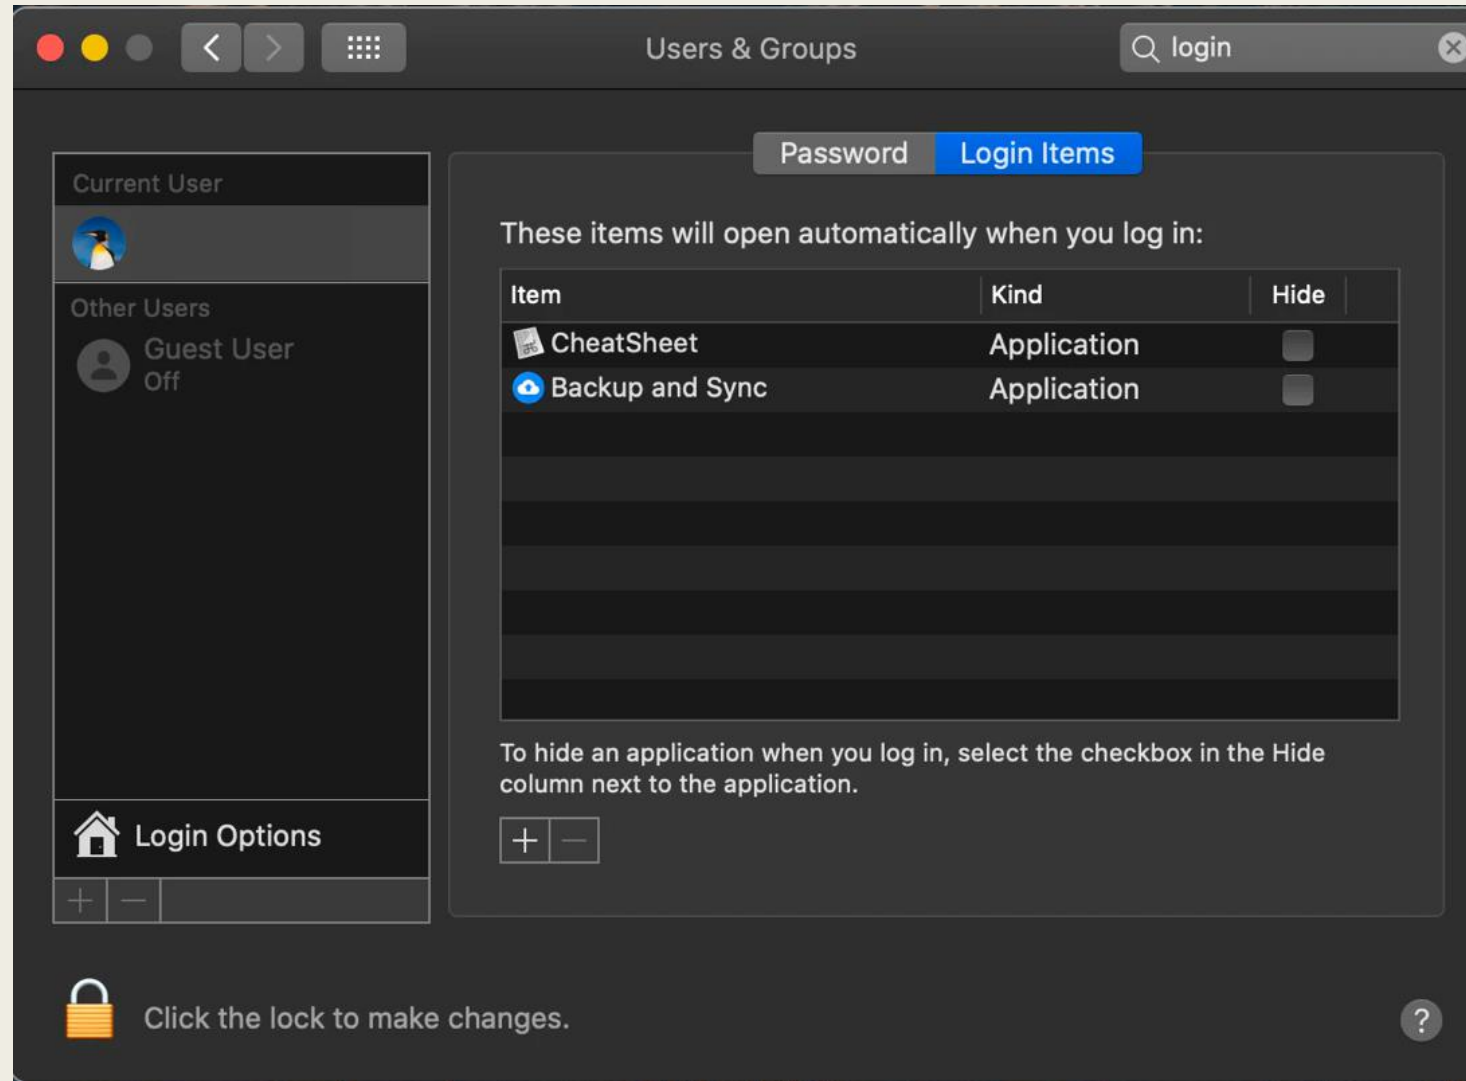 Users & Groups
login
Password
Login Items
Current User
Other Users
Guest User
Off
Login Options
These items will open automatically when you log in:
Item Kind Hide
CheatSheet Application
Backup and Sync Application
To hide an application when you log in, select the checkbox in the Hide
column next to the application.
Click the lock to make changes.
?